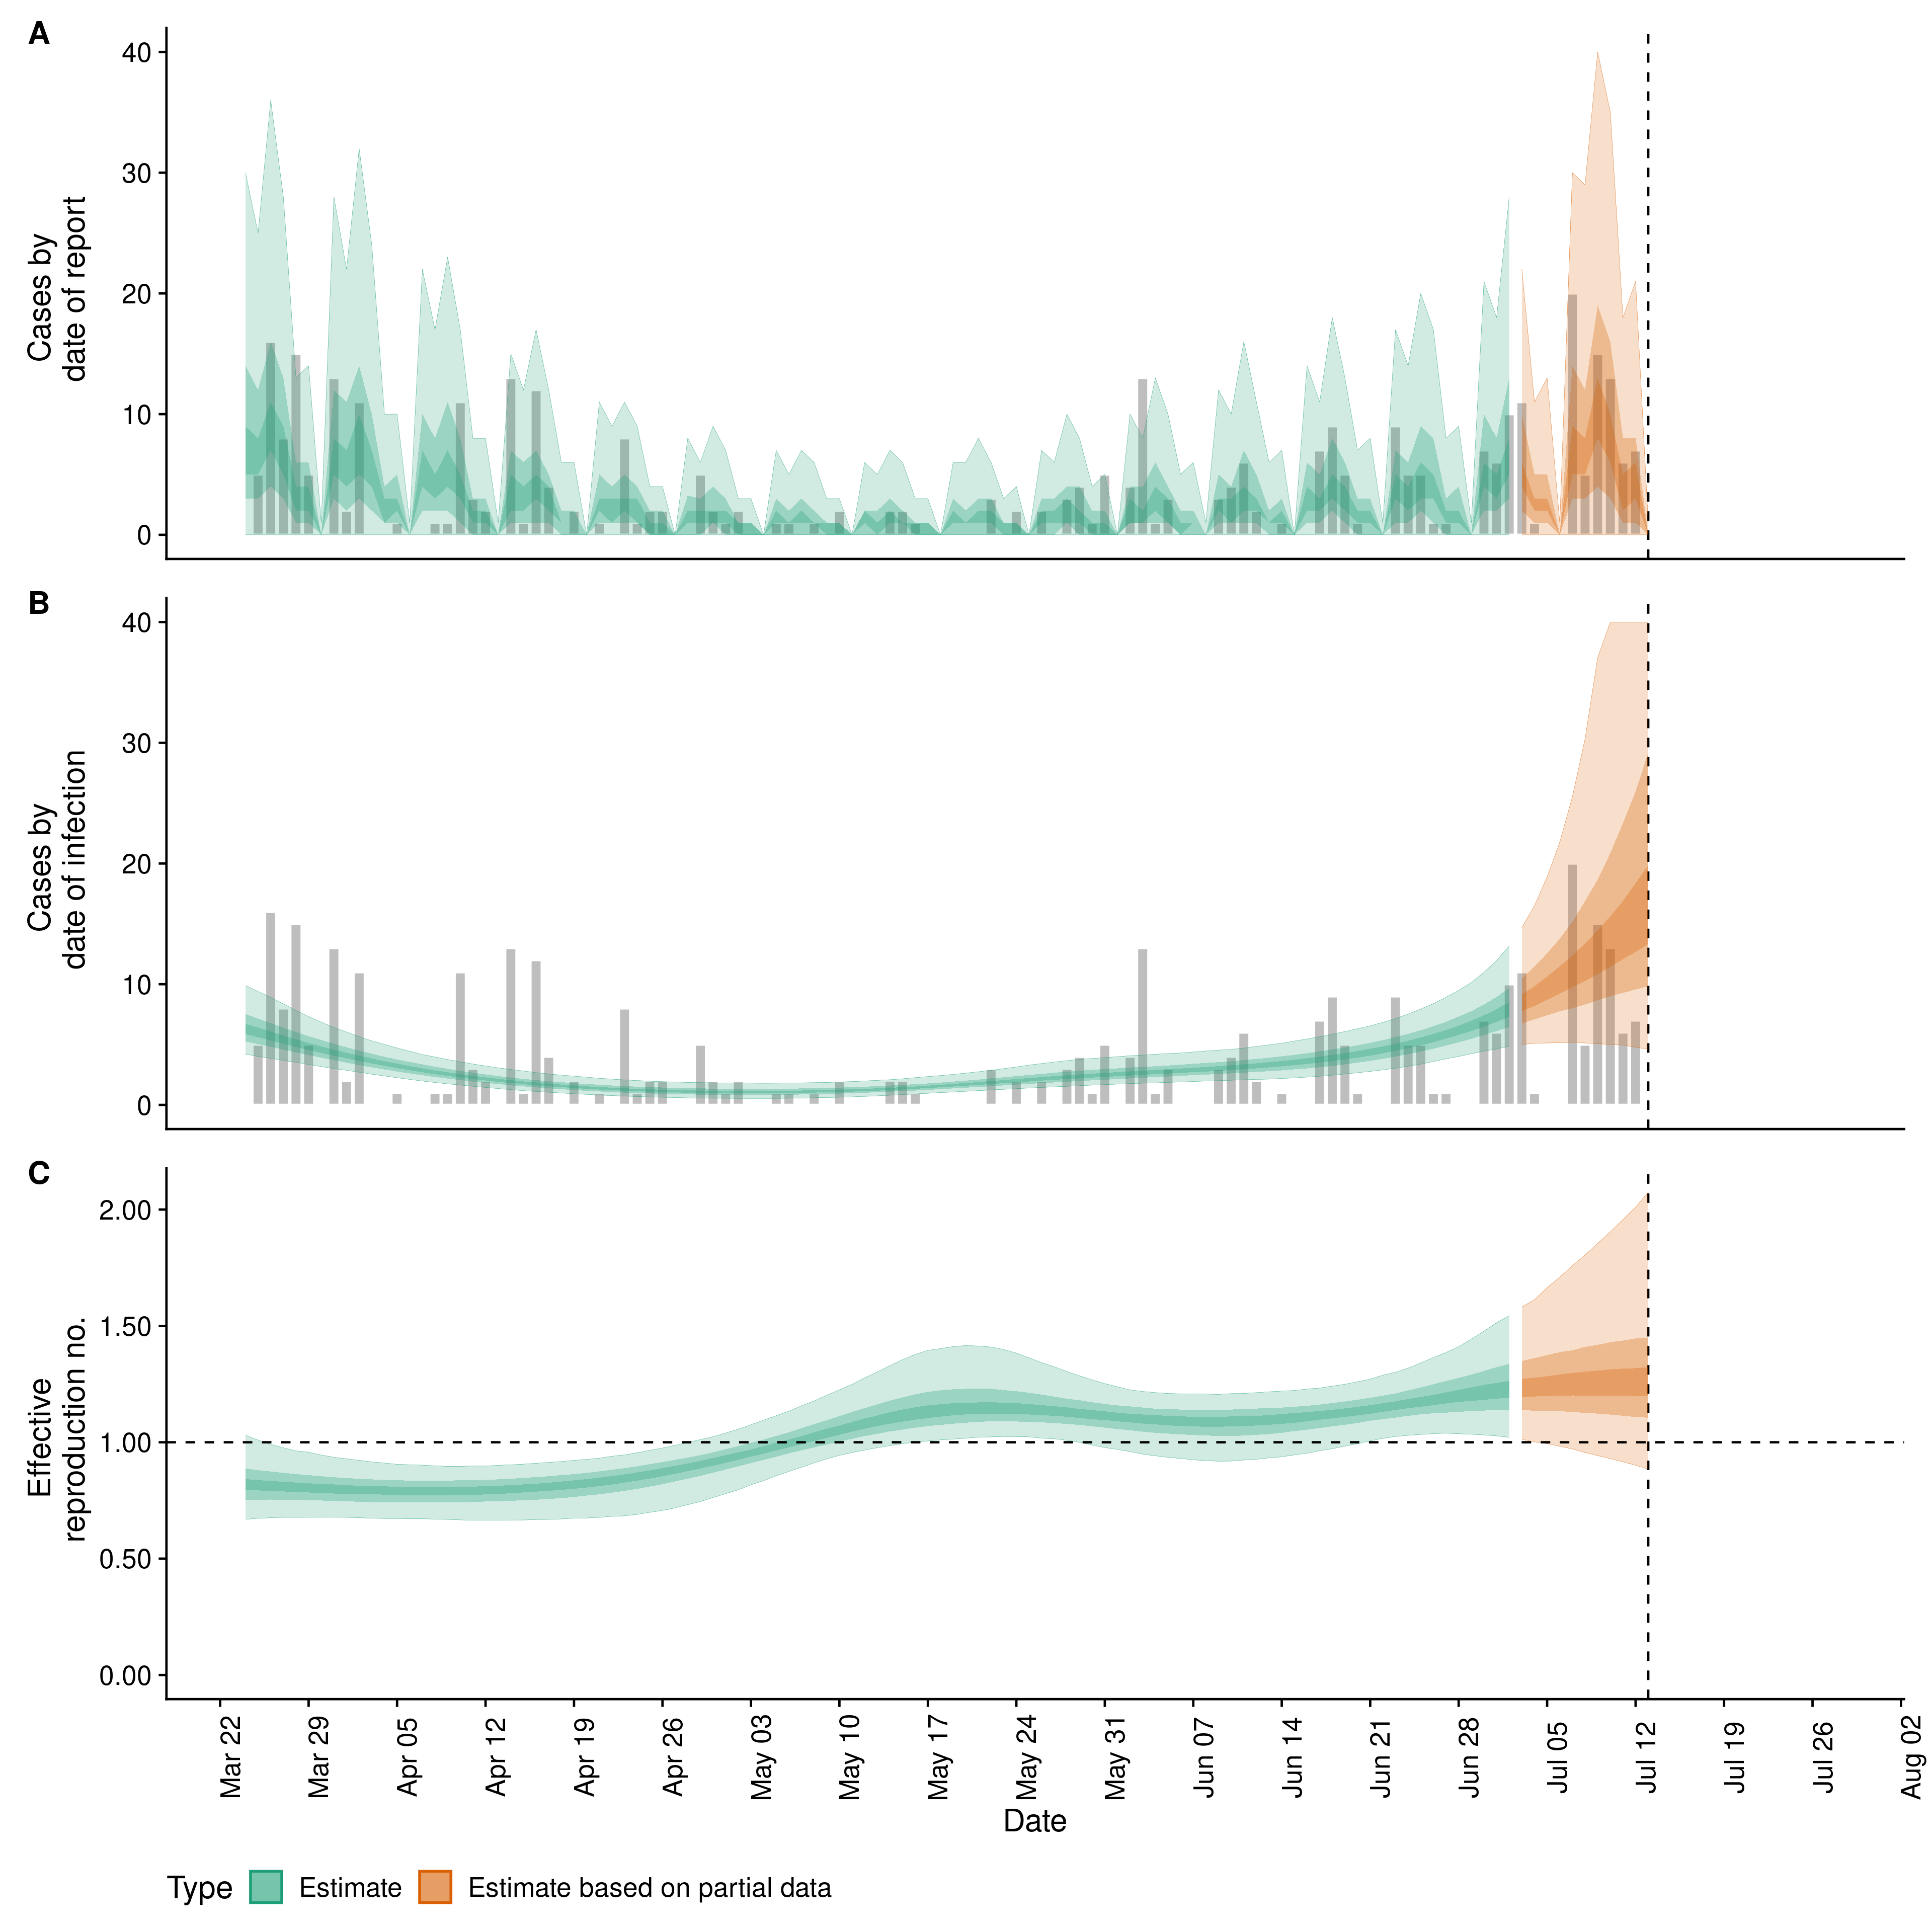 A
40
30
20
10
0
Cases by
date of report
B
40
30
20
10
0
Cases by
date of infection
C
2.00
1.50
1.00
0.50
0.00
Effective
reproduction no.
Mar 22
Mar 29
Apr 05
Apr 12
Apr 19
Apr 26
May 03
May 10
May 17
May 24
May 31
Jun 07
Jun 14
Jun 21
Jun 28
Jul 05
Jul 12
Jul 19
Jul 26
Aug 02
Date
Type Estimate Estimate based on partial data